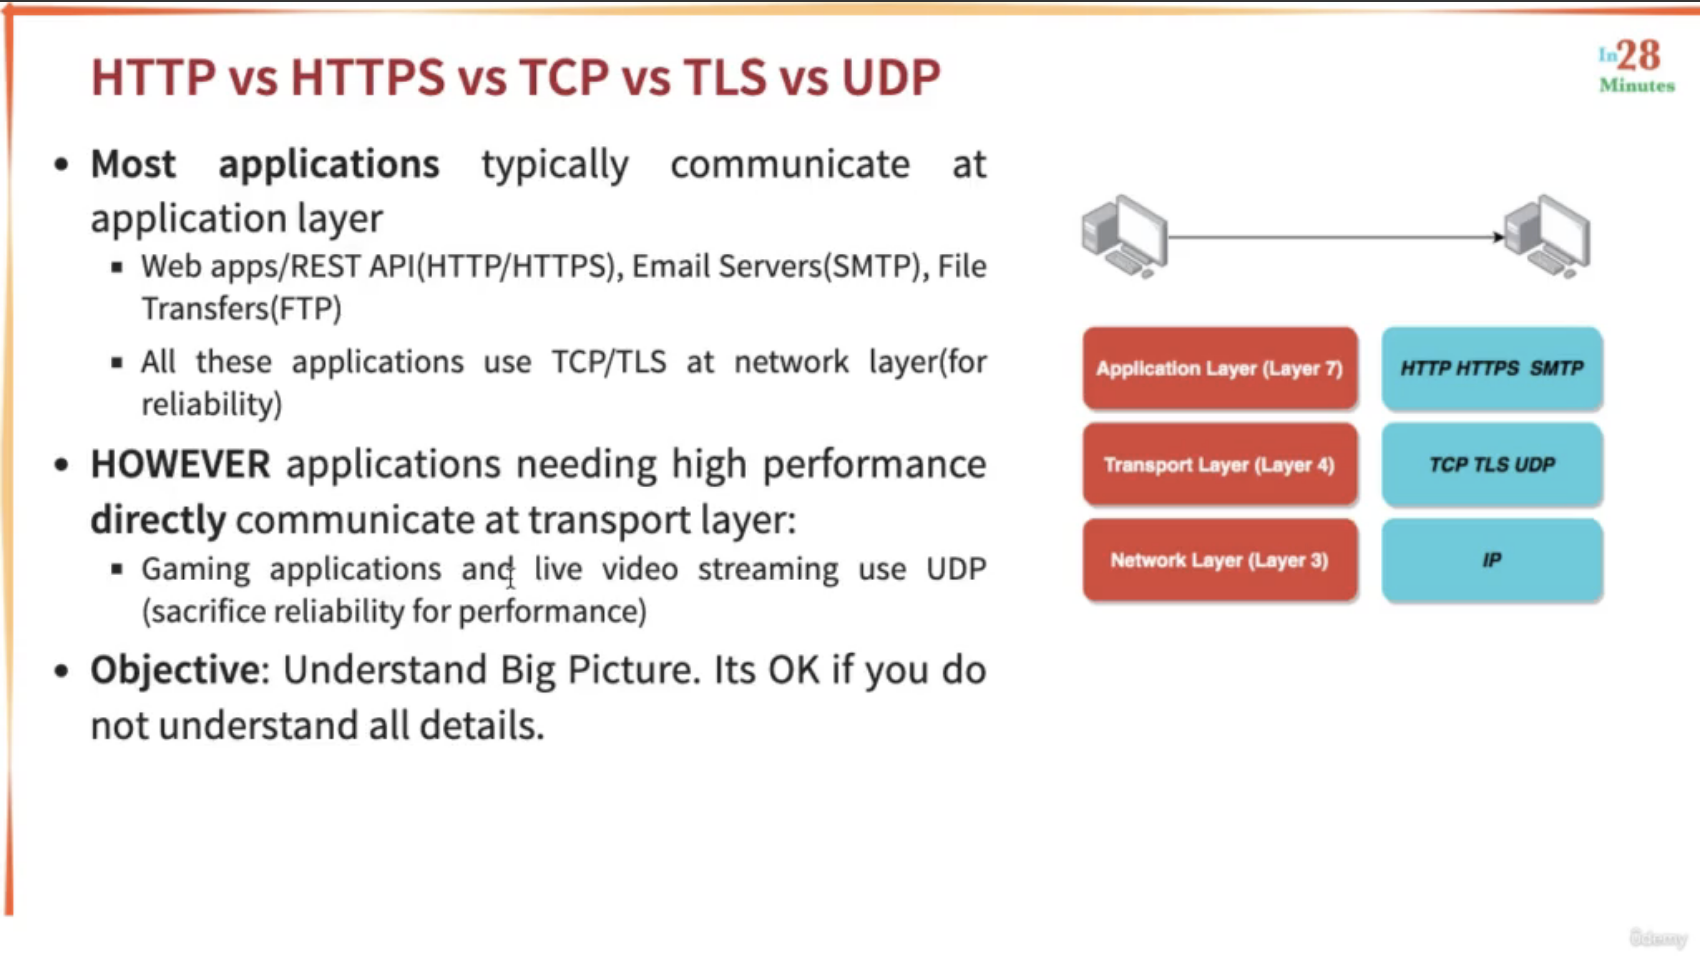 HTTP vs HTTPS vs TCP vs TLS vs UDP
In28
Minutes
• Most applications typically communicate at
application layer
▪ Web apps/REST API(HTTP/HTTPS), Email Servers(SMTP), File
Transfers(FTP)
▪ All these applications use TCP/TLS at network layer(for
reliability)
• HOWEVER applications needing high performance
directly communicate at transport layer:
▪ Gaming applications and live video streaming use UDP
(sacrifice reliability for performance)
• Objective: Understand Big Picture. Its OK if you do
not understand all details.
Application Layer (Layer 7)
HTTP HTTPS SMTP
Transport Layer (Layer 4)
TCP TLS UDP
Network Layer (Layer 3)
IP
ûdemy